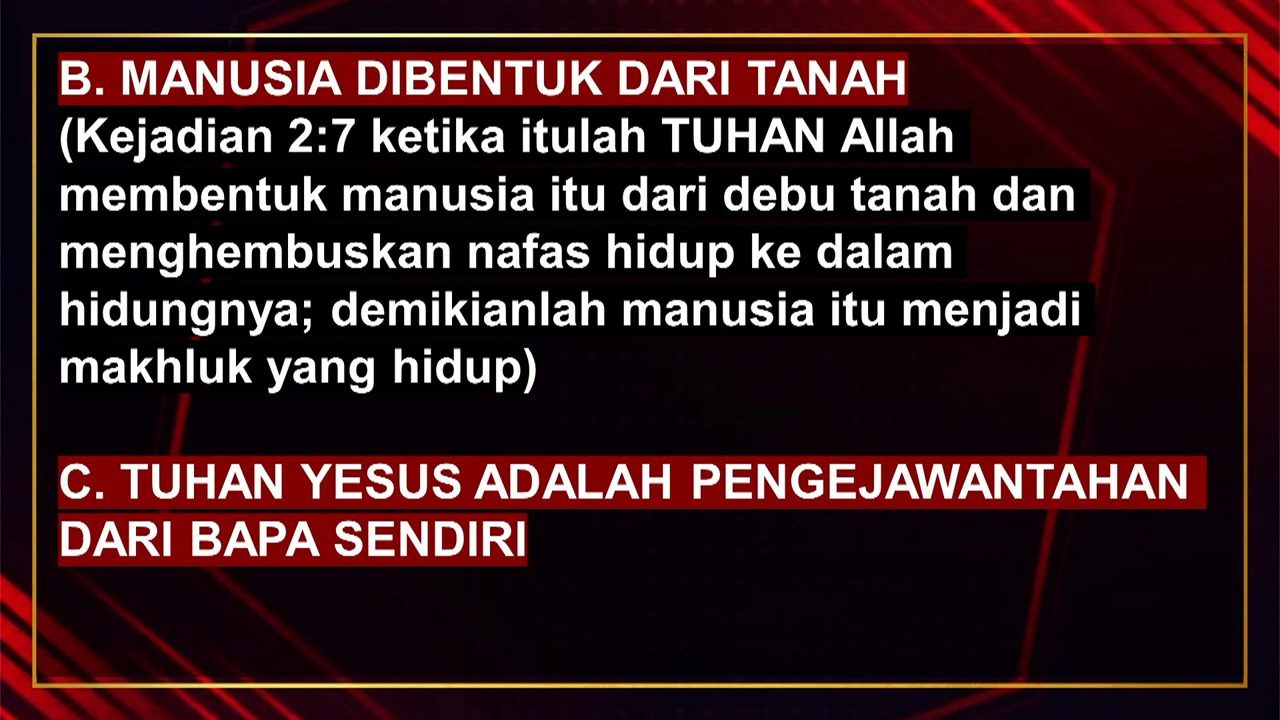 B. MANUSIA DIBENTUK DARI TANAH
(Kejadian 2:7 ketika itulah TUHAN Allah
membentuk manusia itu dari debu tanah dan
menghembuskan nafas hidup ke dalam
hidungnya; demikianlah manusia itu menjadi
makhluk yang hidup)
C. TUHAN YESUS ADALAH PENGEJAWANTAHAN
DARI BAPA SENDIRI